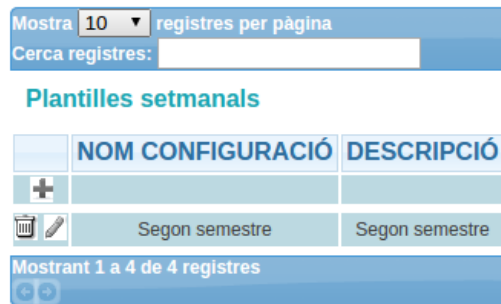 Mostra 10 registres per pàgina
Cerca registres:
Plantilles setmanals
NOM CONFIGURACIÓ DESCRIPCIÓ
Segon semestre Segon semestre
Mostrant 1 a 4 de 4 registres